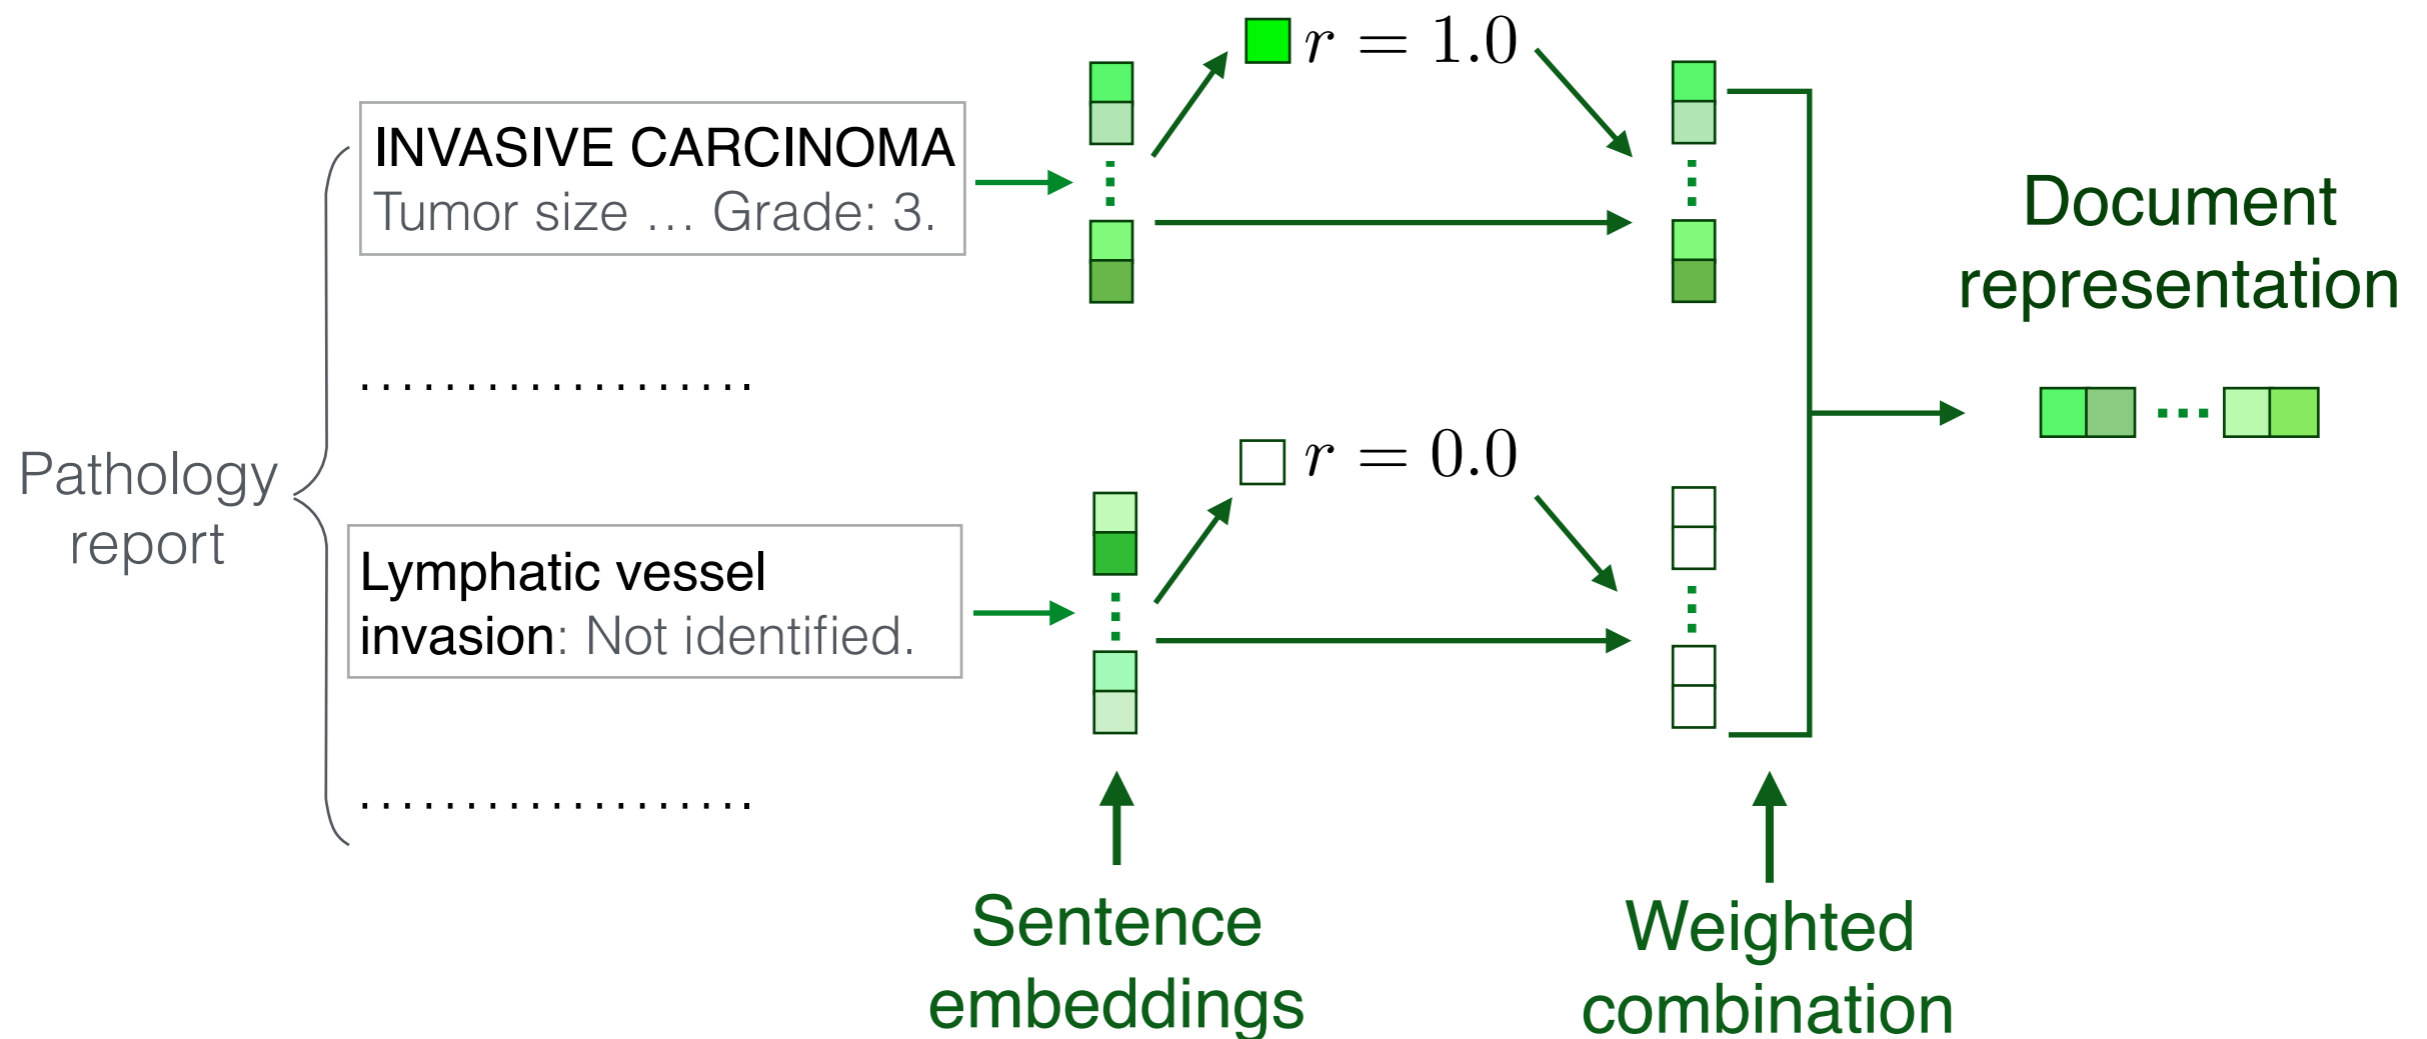 r = 1.0
INVASIVE CARCINOMA
Tumor size … Grade: 3.
Document
representation
...................
r = 0.0
Pathology
report
Lymphatic vessel
invasion: Not identified.
...................
Sentence
embeddings
Weighted
combination